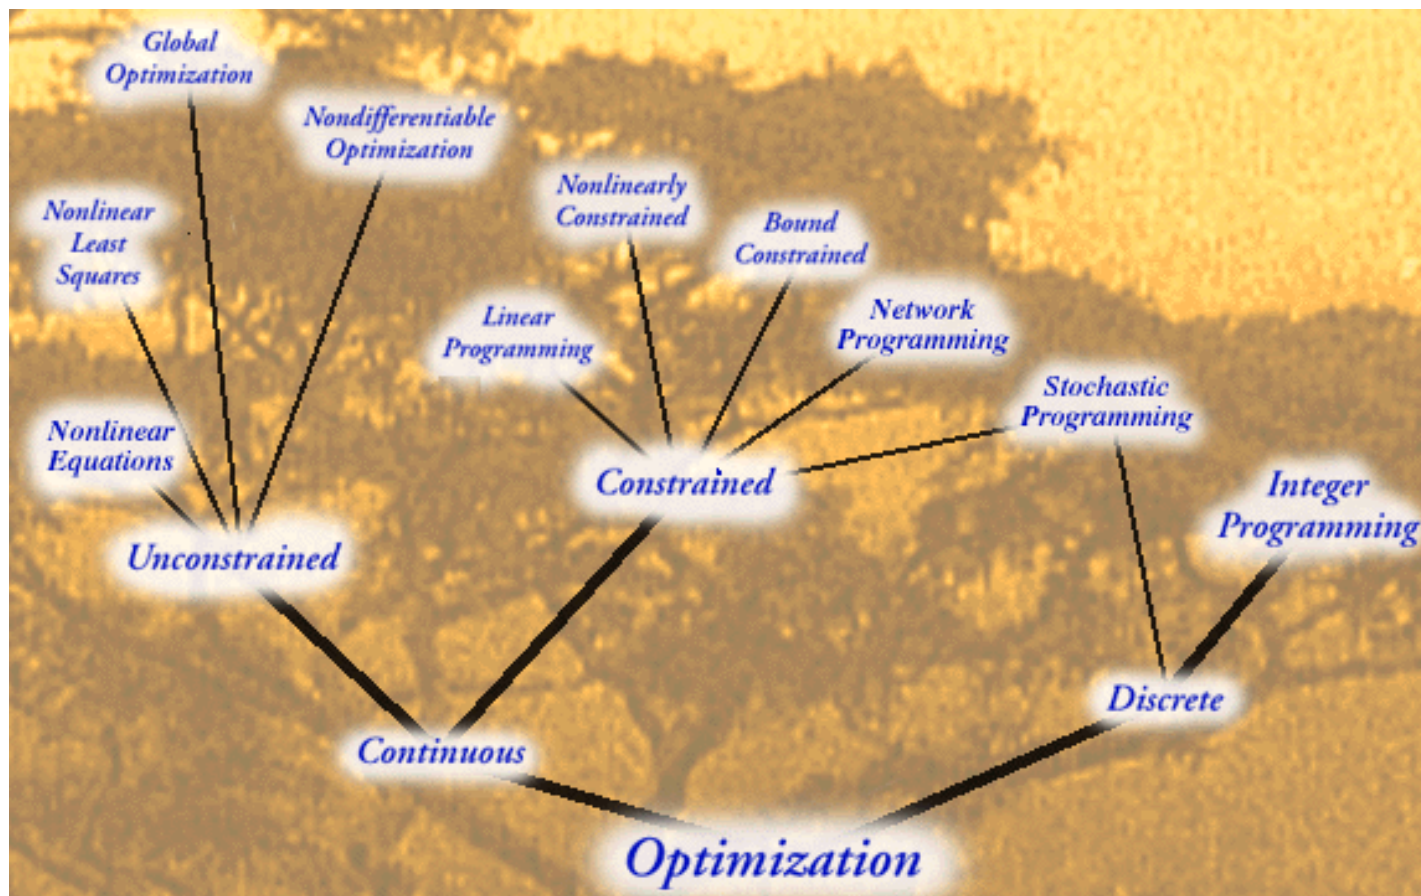 Global
Optimization
Nondifferentiable
Optimization
Nonlinearly
Constrained
Nonlinear
Least
Squares
Bound
Constrained
Linear
Programming
Network
Programming
Stochastic
Programming
Nonlinear
Equations
Constrained
Integer
Programming
Unconstrained
Discrete
Continuous
Optimization